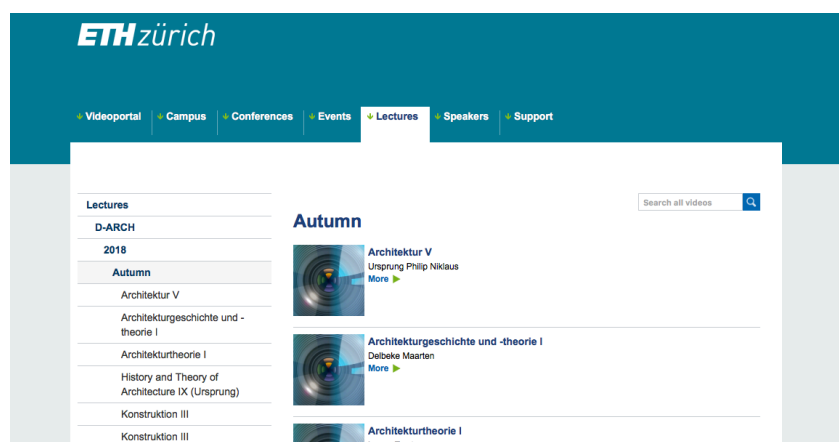 ETH zürich
Videoportal Campus Conferences Events Lectures Speakers Support
Search all videos
Lectures
D-ARCH
2018
Autumn
Architektur V
Architekturgeschichte und -
theorie I
Architekturtheorie I
History and Theory of
Architecture IX (Ursprung)
Konstruktion III
Konstruktion III
Autumn
Architektur V
Ursprung Philip Niklaus
More
Architekturgeschichte und -theorie I
Delbeke Maarten
More
Architekturtheorie I